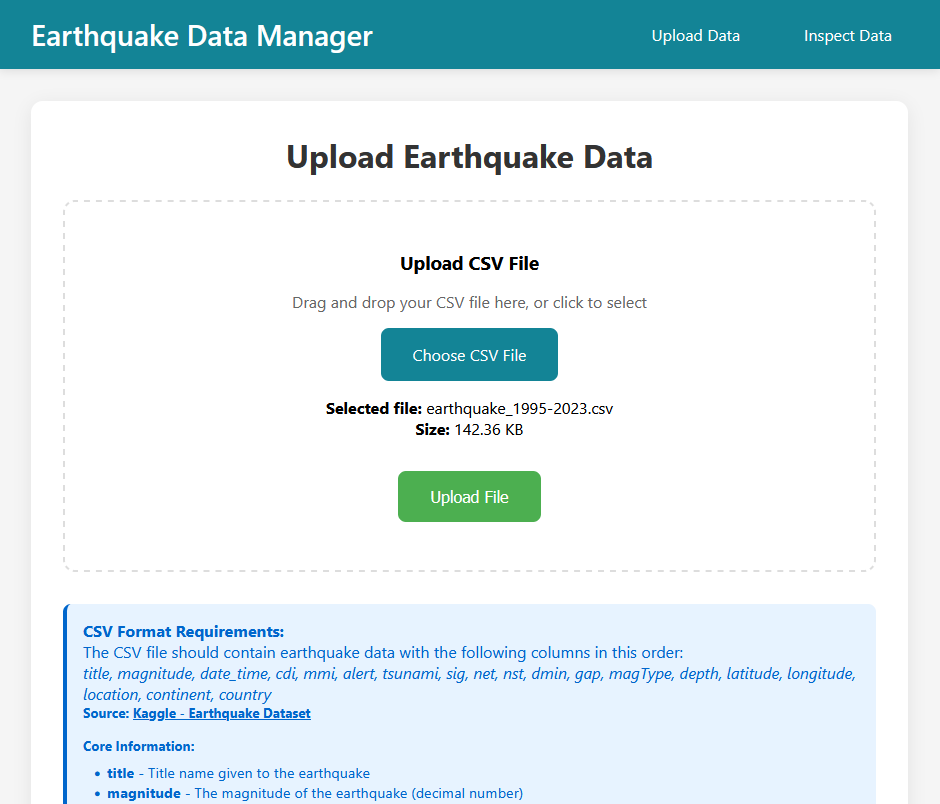 Earthquake Data Manager
Upload Data
Inspect Data
Upload Earthquake Data
Upload CSV File
Drag and drop your CSV file here, or click to select
Choose CSV File
Selected file: earthquake_1995-2023.csv
Size: 142.36 KB
Upload File
CSV Format Requirements:
The CSV file should contain earthquake data with the following columns in this order:
title, magnitude, date_time, cdi, mmi, alert, tsunami, sig, net, nst, dmin, gap, magType, depth, latitude, longitude,
location, continent, country
Source: Kaggle - Earthquake Dataset
Core Information:
• title - Title name given to the earthquake
• magnitude - The magnitude of the earthquake (decimal number)